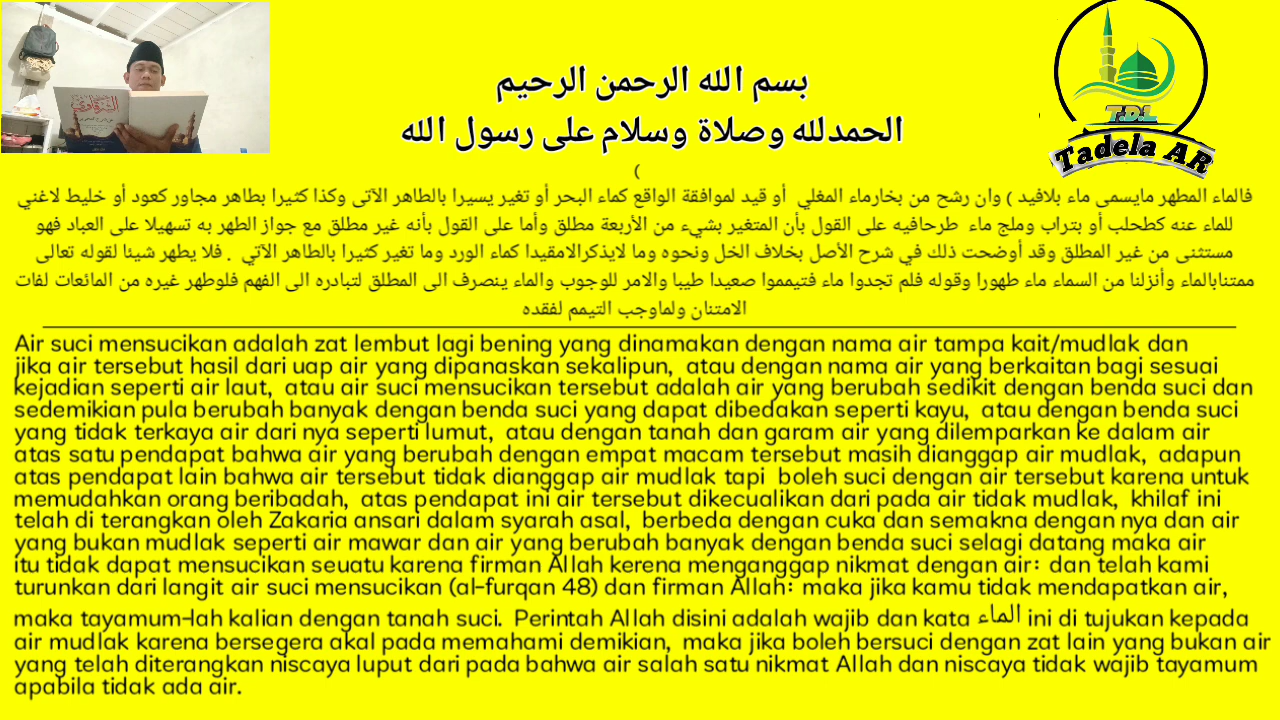 الشرقاوي
T.D.L
Tadela AR
بسم الله الرحمن الرحيم
الحمدلله وصلاة وسلام على رسول الله
(
فالماء المطهر مايسمى ماء بلافيد ) وان رشح من بخارماء المغلي أو قيد لموافقة الواقع كماء البحر أو تغير يسيرا بالطاهر الآتى وكذا كثيرا بطاهر مجاور كعود أو خليط لاغني
للماء عنه كطحلب أو بتراب وملح ماء طرحافيه على القول بأن المتغير بشيء من الأربعة مطلق وأما على القول بأنه غير مطلق مع جواز الطهر به تسهيلا على العباد فهو
مستثنى من غير المطلق وقد أوضحت ذلك في شرح الأصل بخلاف الخل ونحوه وما لايذكرالامقيدا كماء الورد وما تغير كثيرا بالطاهر الآتي . فلا يطهر شيئا لقوله تعالى
ممتنابالماء وأنزلنا من السماء ماء طهورا وقوله فلم تجدوا ماء فتيمموا صعيدا طيبا والامر للوجوب والماء ينصرف الى المطلق لتبادره الى الفهم فلوطهر غيره من المائعات لفات
الامتنان ولماوجب التيمم لفقده
Air suci mensucikan adalah zat lembut lagi bening yang dinamakan dengan nama air tampa kait/mudlak dan
jika air tersebut hasil dari uap air yang dipanaskan sekalipun, atau dengan nama air yang berkaitan bagi sesuai
kejadian seperti air laut, atau air suci mensucikan tersebut adalah air yang berubah sedikit dengan benda suci dan
sedemikian pula berubah banyak dengan benda suci yang dapat dibedakan seperti kayu, atau dengan benda suci
yang tidak terkaya air dari nya seperti lumut, atau dengan tanah dan garam air yang dilemparkan ke dalam air
atas satu pendapat bahwa air yang berubah dengan empat macam tersebut masih dianggap air mudlak, adapun
atas pendapat lain bahwa air tersebut tidak dianggap air mudlak tapi boleh suci dengan air tersebut karena untuk
memudahkan orang beribadah, atas pendapat ini air tersebut dikecualikan dari pada air tidak mudlak, khilaf ini
telah di terangkan oleh Zakaria ansari dalam syarah asal, berbeda dengan cuka dan semakna dengan nya dan air
yang bukan mudlak seperti air mawar dan air yang berubah banyak dengan benda suci selagi datang maka air
itu tidak dapat mensucikan seuatu karena firman Allah kerena menganggap nikmat dengan air: dan telah kami
turunkan dari langit air suci mensucikan (al-furqan 48) dan firman Allah: maka jika kamu tidak mendapatkan air,
maka tayamum-lah kalian dengan tanah suci. Perintah Allah disini adalah wajib dan kata الماء ini di tujukan kepada
air mudlak karena bersegera akal pada memahami demikian, maka jika boleh bersuci dengan zat lain yang bukan air
yang telah diterangkan niscaya luput dari pada bahwa air salah satu nikmat Allah dan niscaya tidak wajib tayamum
apabila tidak ada air.